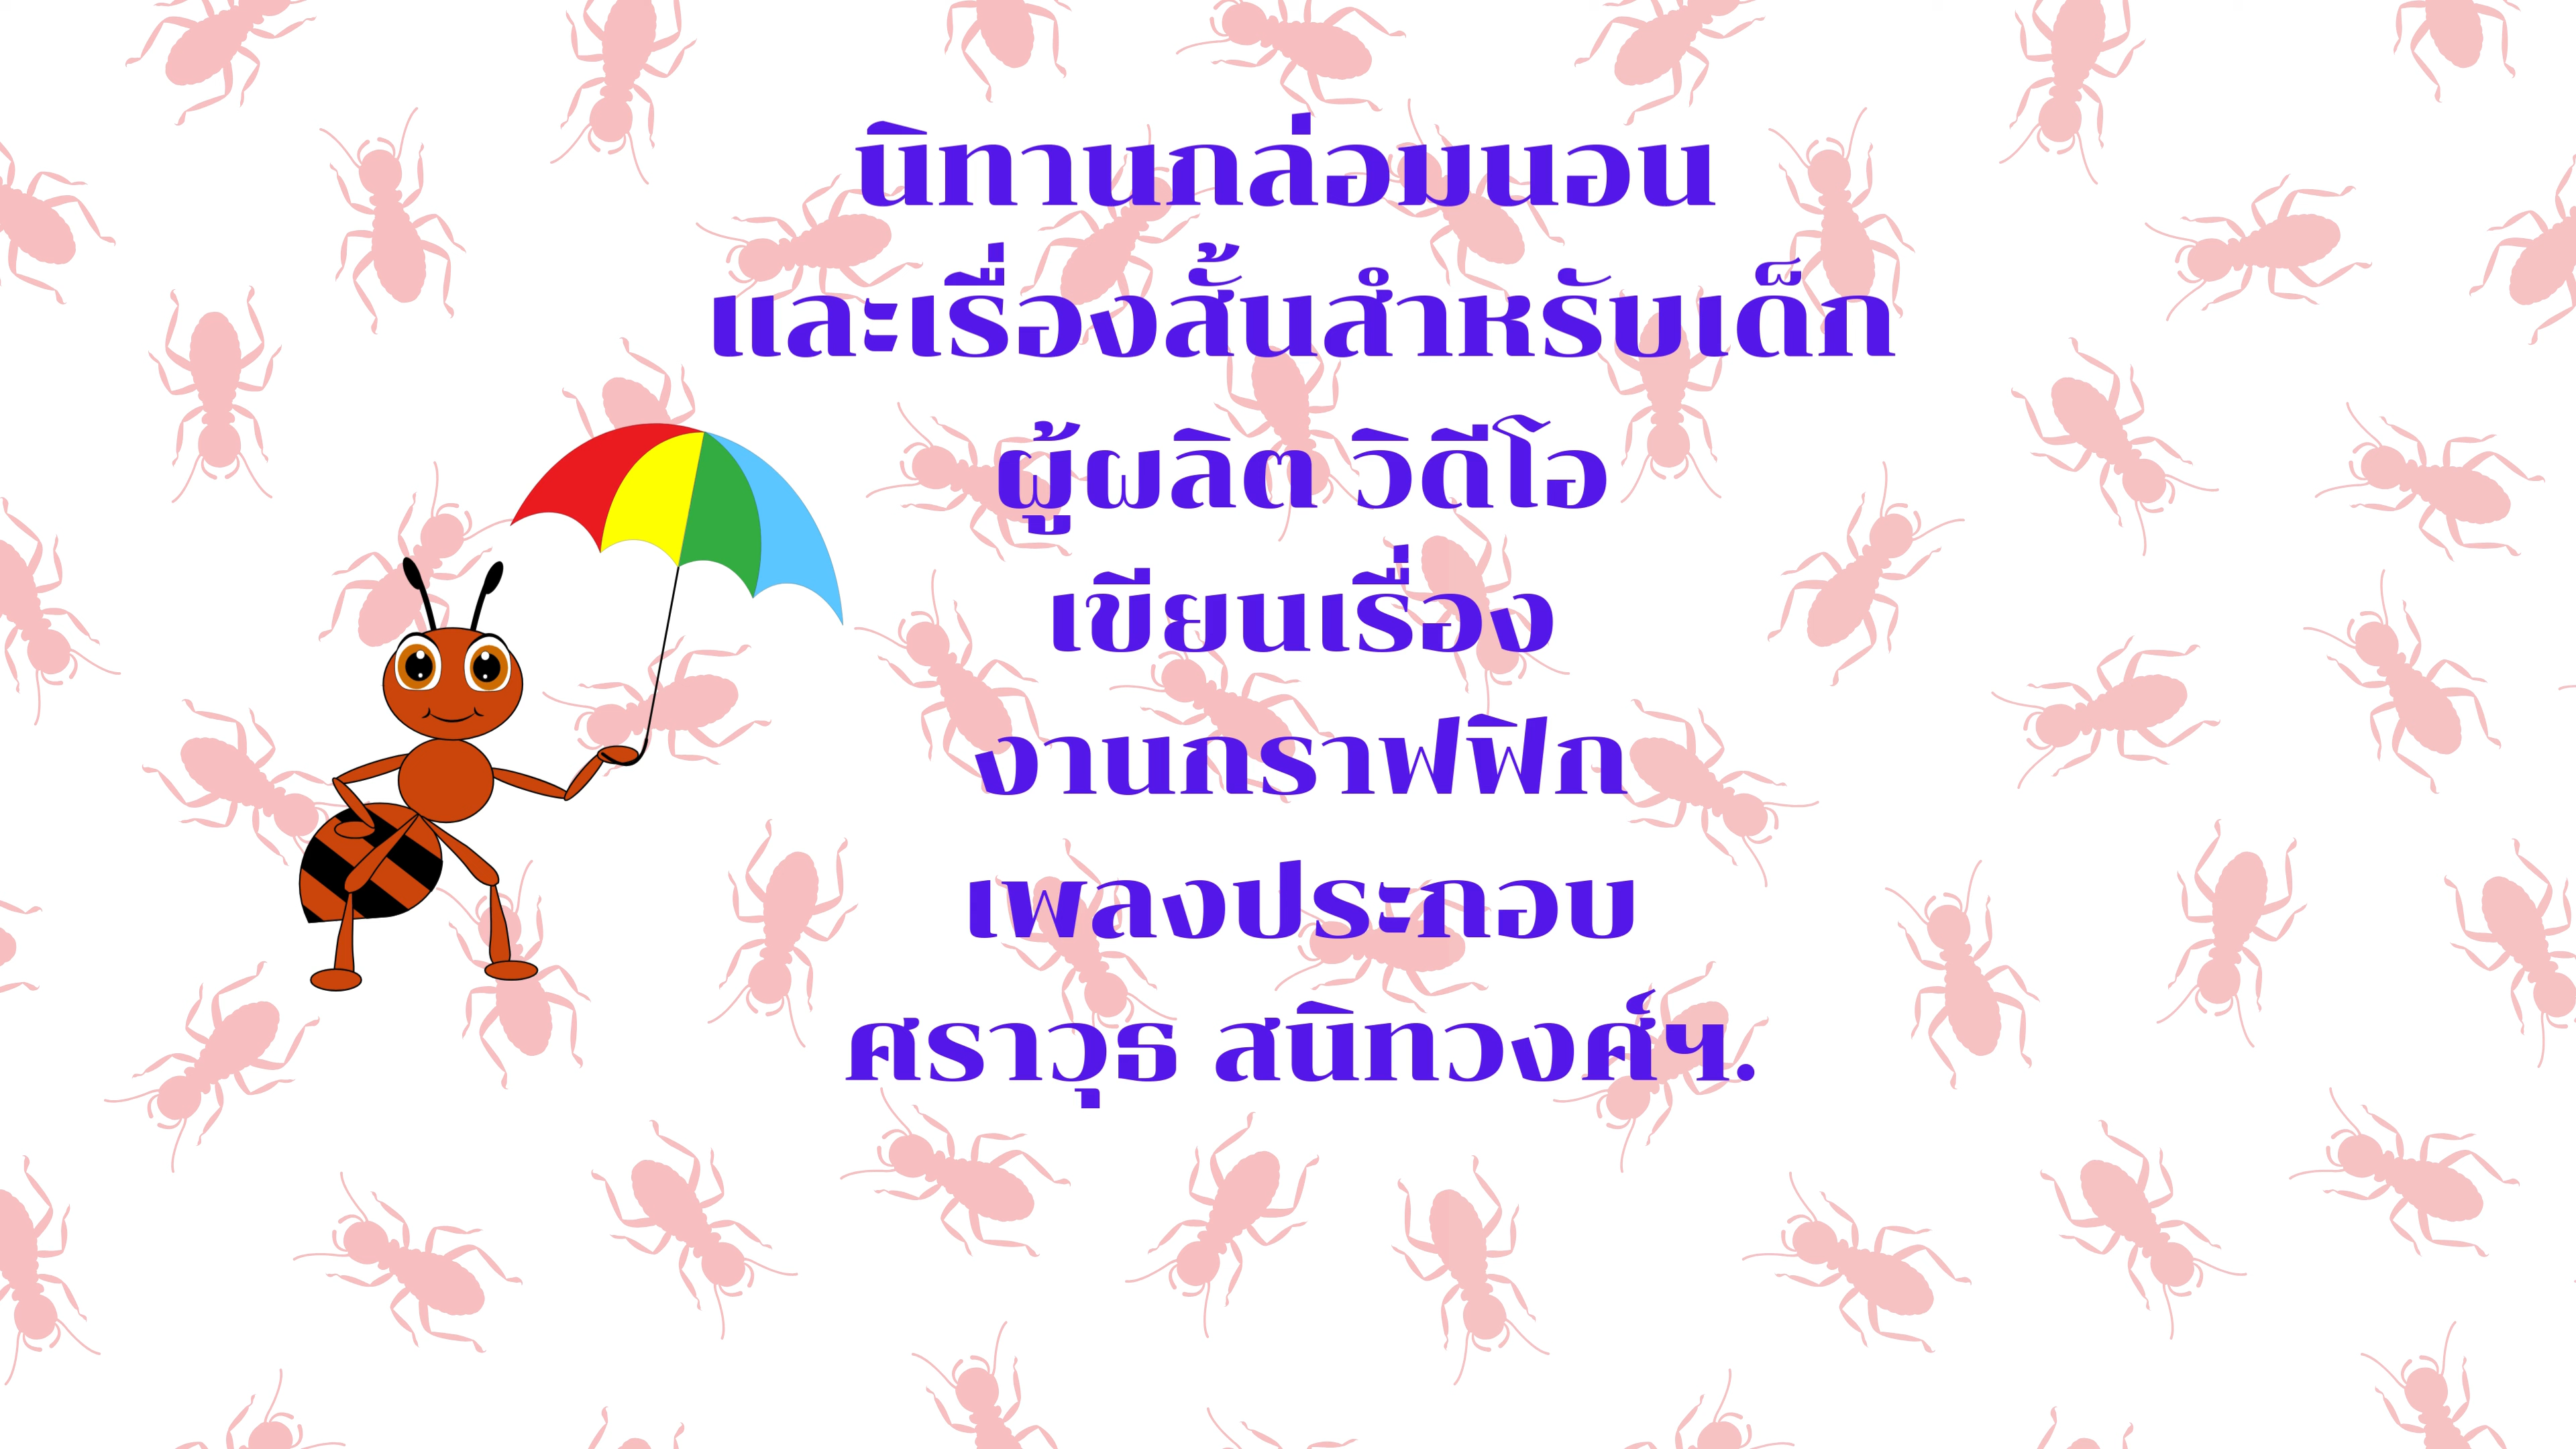 นิทานกล่อมนอน
และเรื่องสั้นสำหรับเด็ก
ผู้ผลิต วิดีโอ
เขียนเรื่อง
งานกราฟฟิก
เพลงประกอบ
ศราวุธ สนิทวงศ์ฯ.